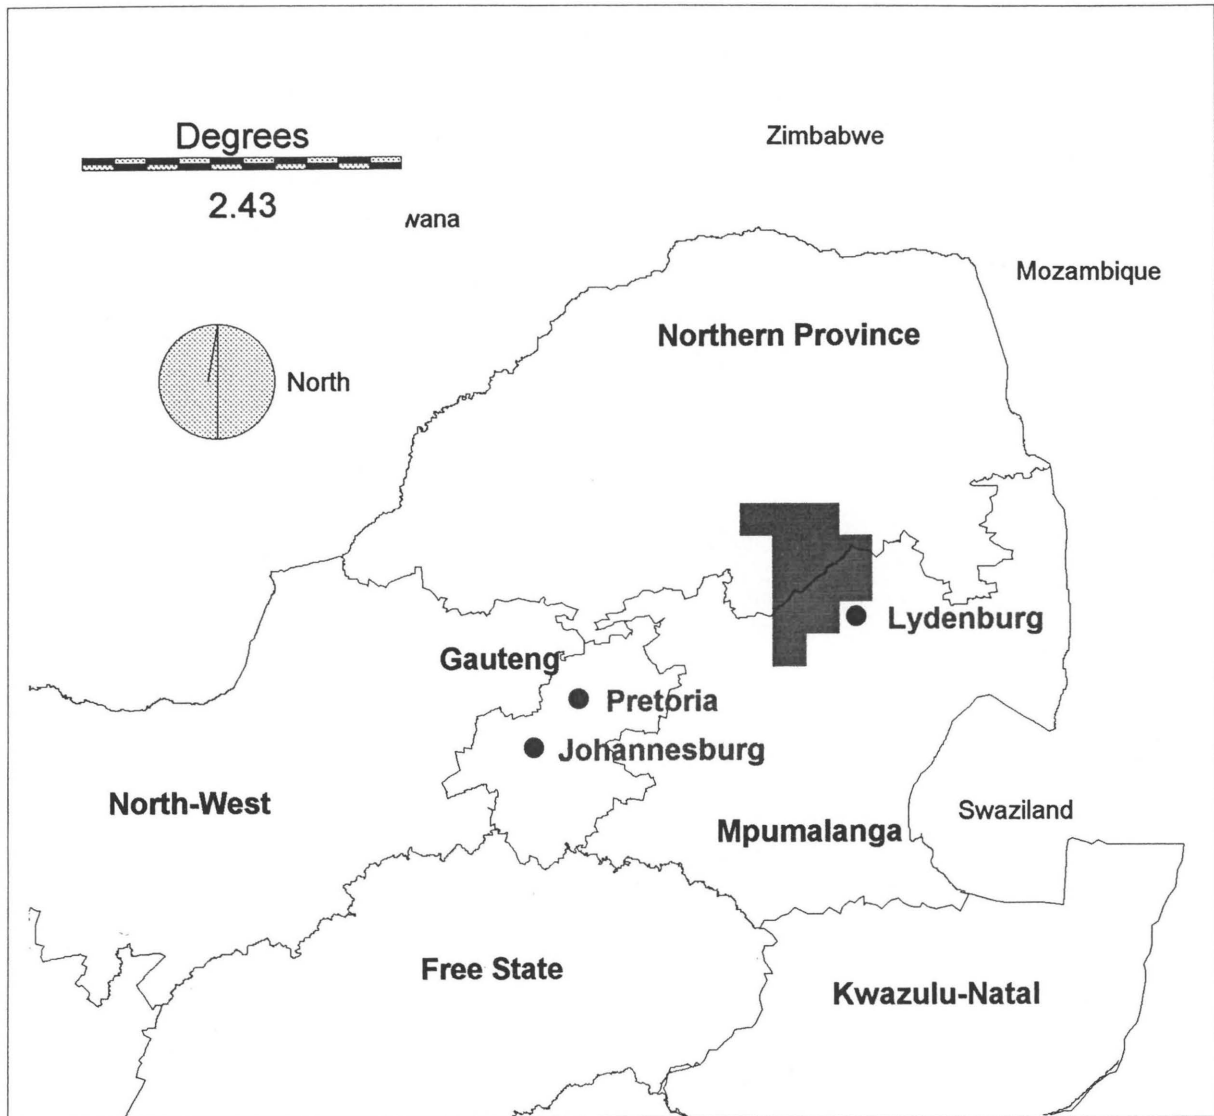 Degrees
2.43
Zimbabwe
wana
Mozambique
Northern Province
North
Lydenburg
Gauteng
Pretoria
Johannesburg
North-West
Swaziland
Mpumalanga
Free State
Kwazulu-Natal